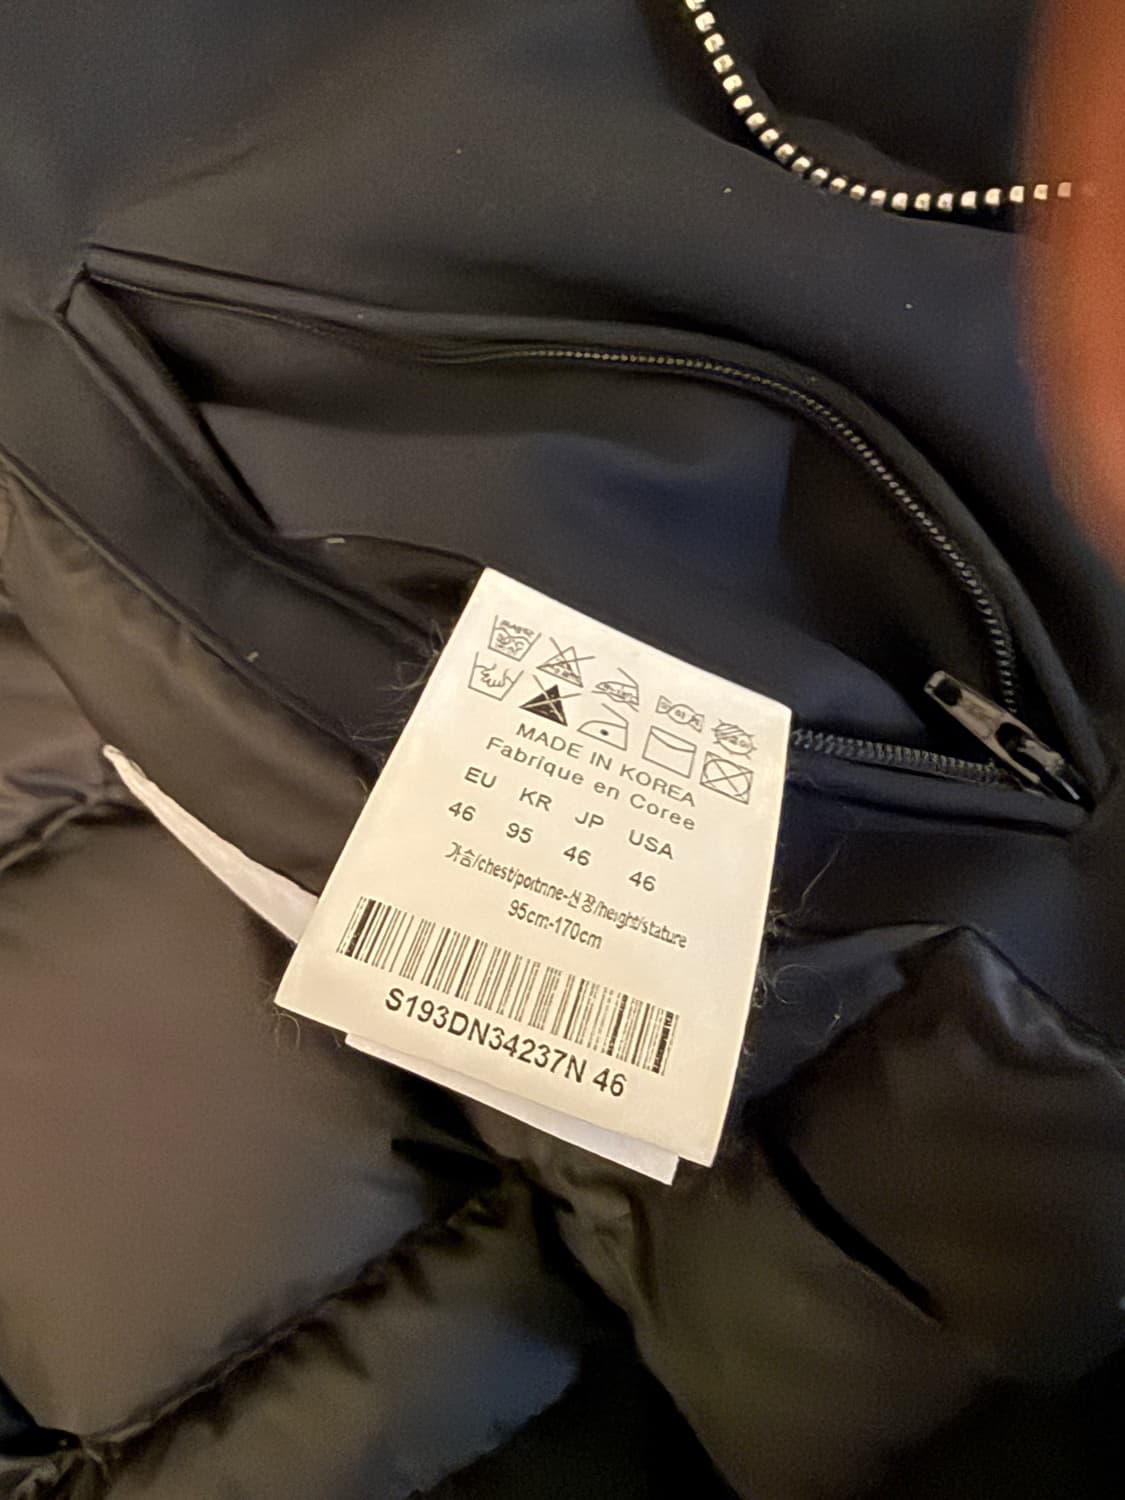 MADE IN KOREA
Fabrique en Coree
EU KR JP USA
46 95 46 46
가슴/chest/portnne-신장/height/stature
95cm-170cm
S193DN34237N 46